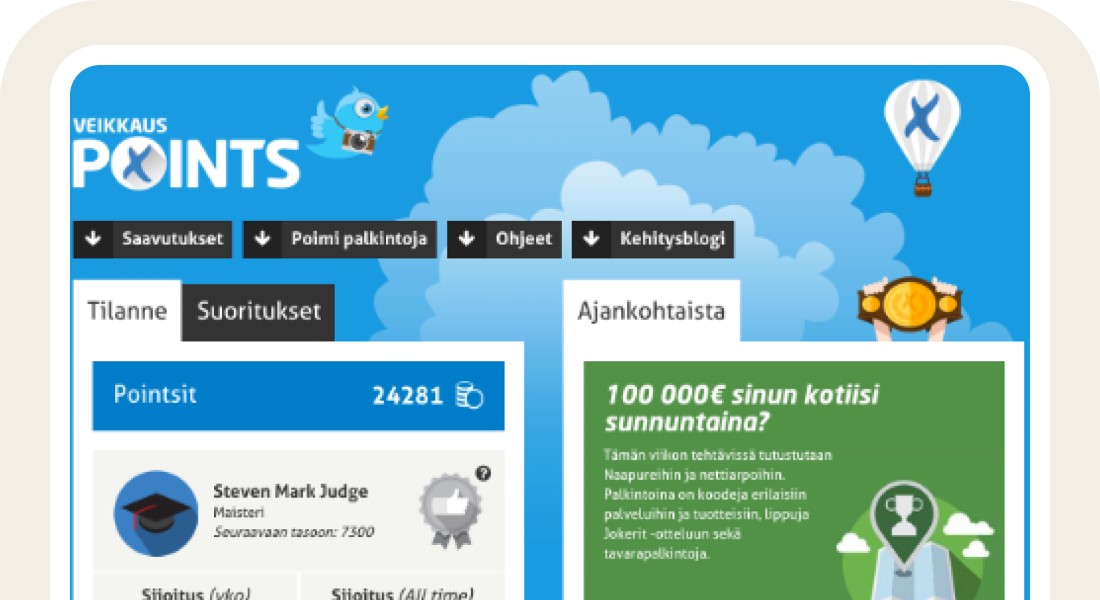 VEIKKAUS
POINTS
Saavutukset
Poimi palkintoja
Ohjeet
Kehitysblogi
Tilanne
Suoritukset
Pointsit
24281
Steven Mark Judge
Maisteri
Seuraavaan tasoon: 7300
?
Sijoitus (vko)
Sijoitus (All time)
Ajankohtaista
100 000€ sinun kotiisi
sunnuntaina?
Tämän viikon tehtävissä tutustutaan
Naapureihin ja nettiarpoihin.
Palkintoina on koodeja erilaisiin
palveluihin ja tuotteisiin, lippuja
Jokerit -otteluun sekä
tavarapalkintoja.